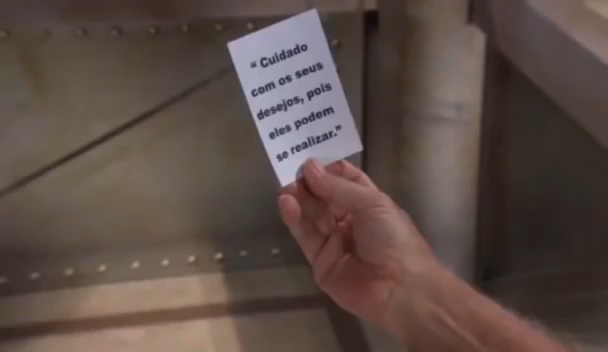 “ Cuidado
com os seus
desejos, pois
eles podem
se realizar.”